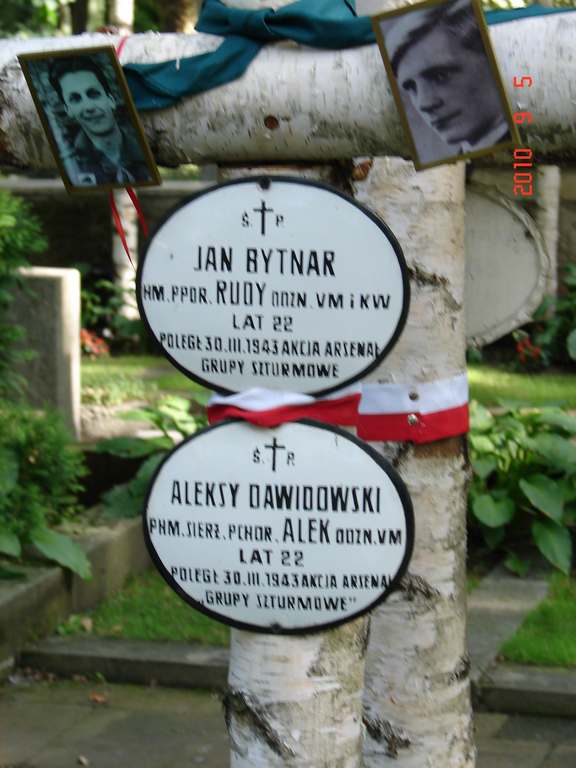 2010 9 5
Ś. P.
JAN BYTNAR
HM. PPOR. RUDY ODZN. VM i KW
LAT 22
POLEGŁ 30.III.1943 AKCJA ARSENAŁ
GRUPY SZTURMOWE
Ś. P.
ALEKSY DAWIDOWSKI
PHM. SIERŻ. PCHOR. ALEK ODZN. VM
LAT 22
POLEGŁ 30.III.1943 AKCJA ARSENAŁ
„GRUPY SZTURMOWE"